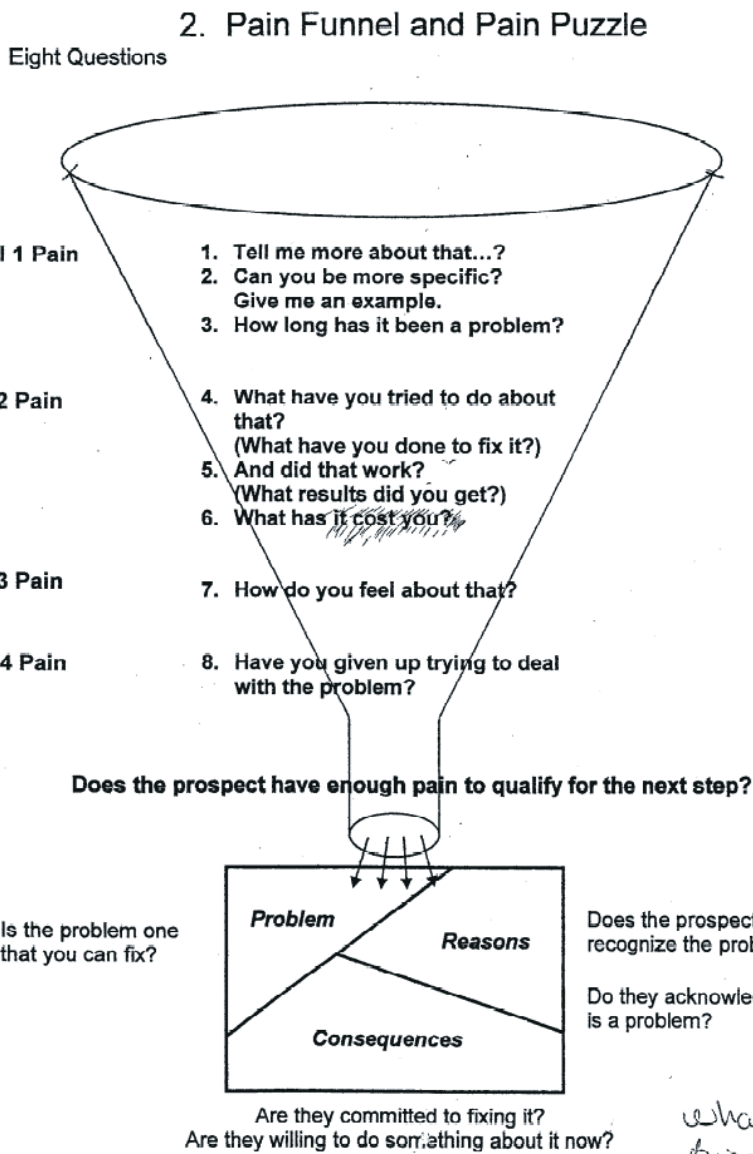 2. Pain Funnel and Pain Puzzle
Eight Questions
1 Pain
1. Tell me more about that...?
2. Can you be more specific?
Give me an example.
3. How long has it been a problem?
2 Pain
4. What have you tried to do about
that?
(What have you done to fix it?)
5. And did that work?
(What results did you get?)
6. What has it cost you?
3 Pain
7. How do you feel about that?
4 Pain
8. Have you given up trying to deal
with the problem?
Does the prospect have enough pain to qualify for the next step?
Is the problem one
that you can fix?
Problem
Reasons
Consequences
Does the prospect
recognize the
Do they
is a problem?
Are they committed to fixing it?
Are they willing to do something about it now?